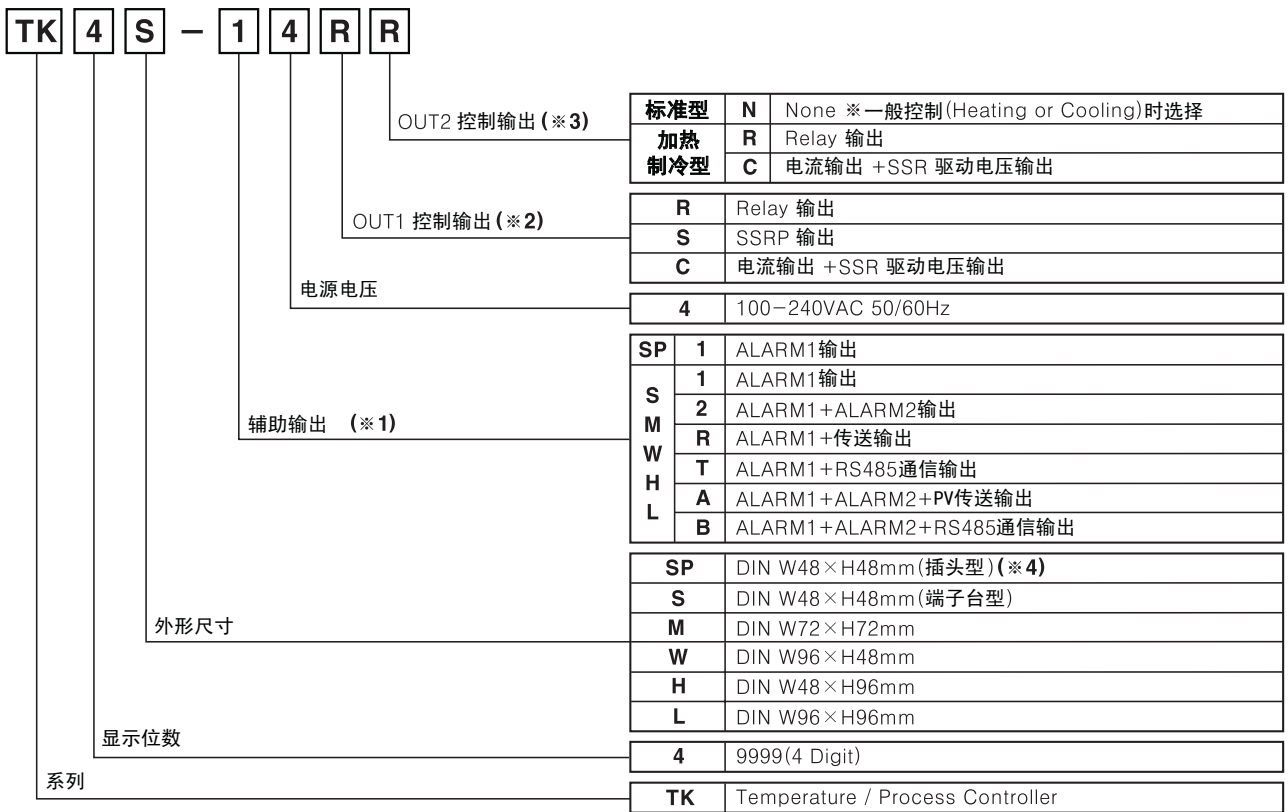 TK 4 S - 1 4 R R
OUT2 控制输出(※3)
标准型 N None ※一般控制(Heating or Cooling)时选择
加热制冷型 R Relay 输出
C 电流输出 +SSR 驱动电压输出
OUT1 控制输出(※2)
R Relay 输出
S SSRP 输出
C 电流输出 +SSR 驱动电压输出
电源电压
4 100-240VAC 50/60Hz
辅助输出 (※1)
SP 1 ALARM1输出
S M W H L
1 ALARM1输出
2 ALARM1+ALARM2输出
R ALARM1+传送输出
T ALARM1+RS485通信输出
A ALARM1+ALARM2+PV传送输出
B ALARM1+ALARM2+RS485通信输出
外形尺寸
SP DIN W48×H48mm(插头型)(※4)
S DIN W48×H48mm(端子台型)
M DIN W72×H72mm
W DIN W96×H48mm
H DIN W48×H96mm
L DIN W96×H96mm
显示位数
4 9999(4 Digit)
系列
TK Temperature / Process Controller